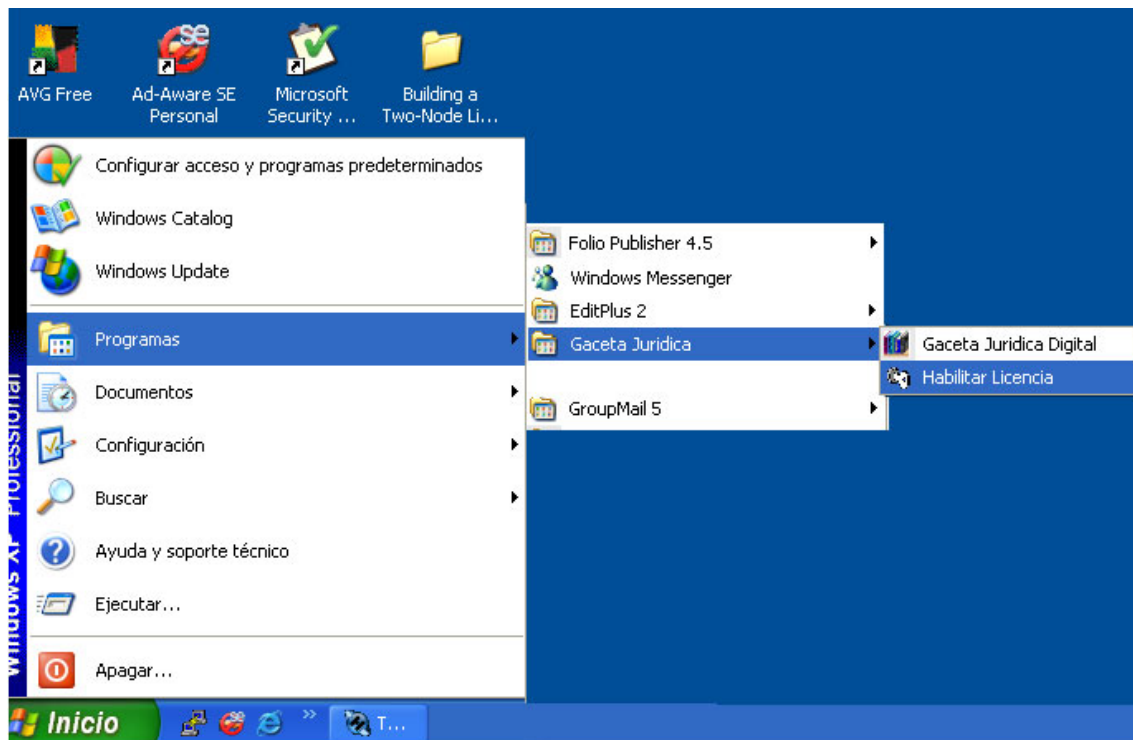 AVG Free
Ad-Aware SE
Personal
Microsoft
Security ...
Building a
Two-Node Li...
Configurar acceso y programas predeterminados
Windows Catalog
Windows Update
Programas
Documentos
Configuración
Buscar
Ayuda y soporte técnico
Ejecutar...
Apagar...
Windows XP Professional
Folio Publisher 4.5
Windows Messenger
EditPlus 2
Gaceta Juridica
GroupMail 5
Gaceta Juridica Digital
Habilitar Licencia
Inicio
T...